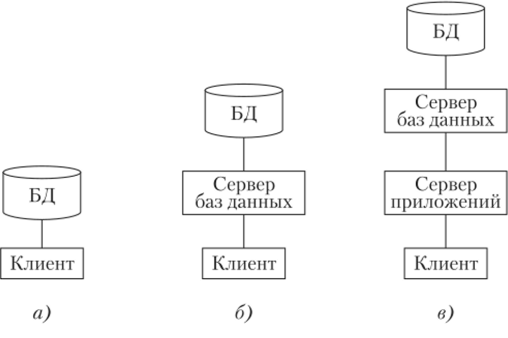 БД
Клиент
а)
БД
Сервер
баз данных
Клиент
б)
БД
Сервер
баз данных
Сервер
приложений
Клиент
в)